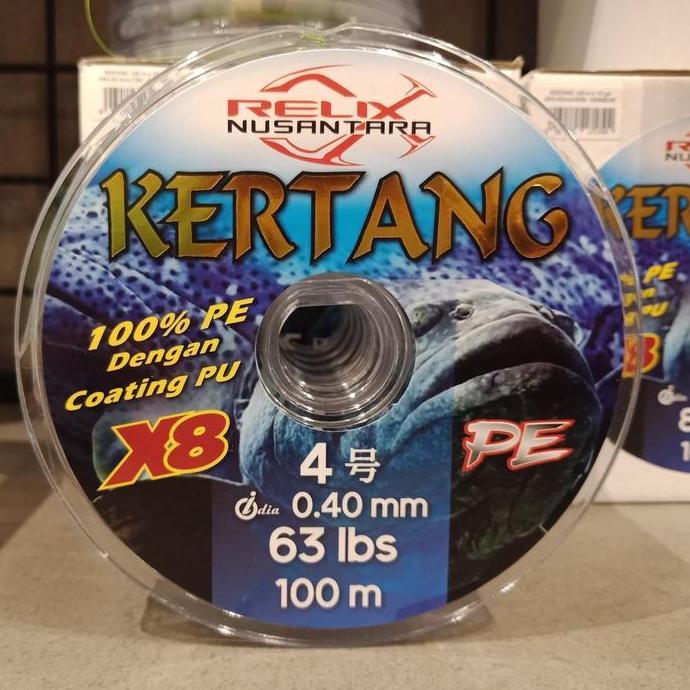 RELIX
NUSANTARA
KERTANG
100% PE
Dengan
Coating PU
X8
PE
4号
dia 0.40 mm
63 lbs
100 m